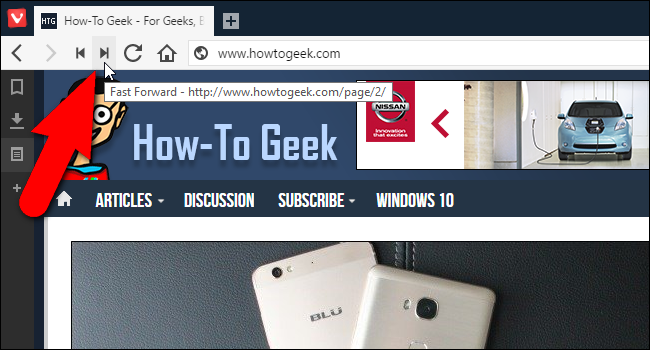 HTG How-To Geek - For Geeks, B
www.howtogeek.com
Fast Forward - http://www.howtogeek.com/page/2/
NISSAN
Innovation
that excites
How-To Geek
ARTICLES DISCUSSION SUBSCRIBE WINDOWS 10
BLU